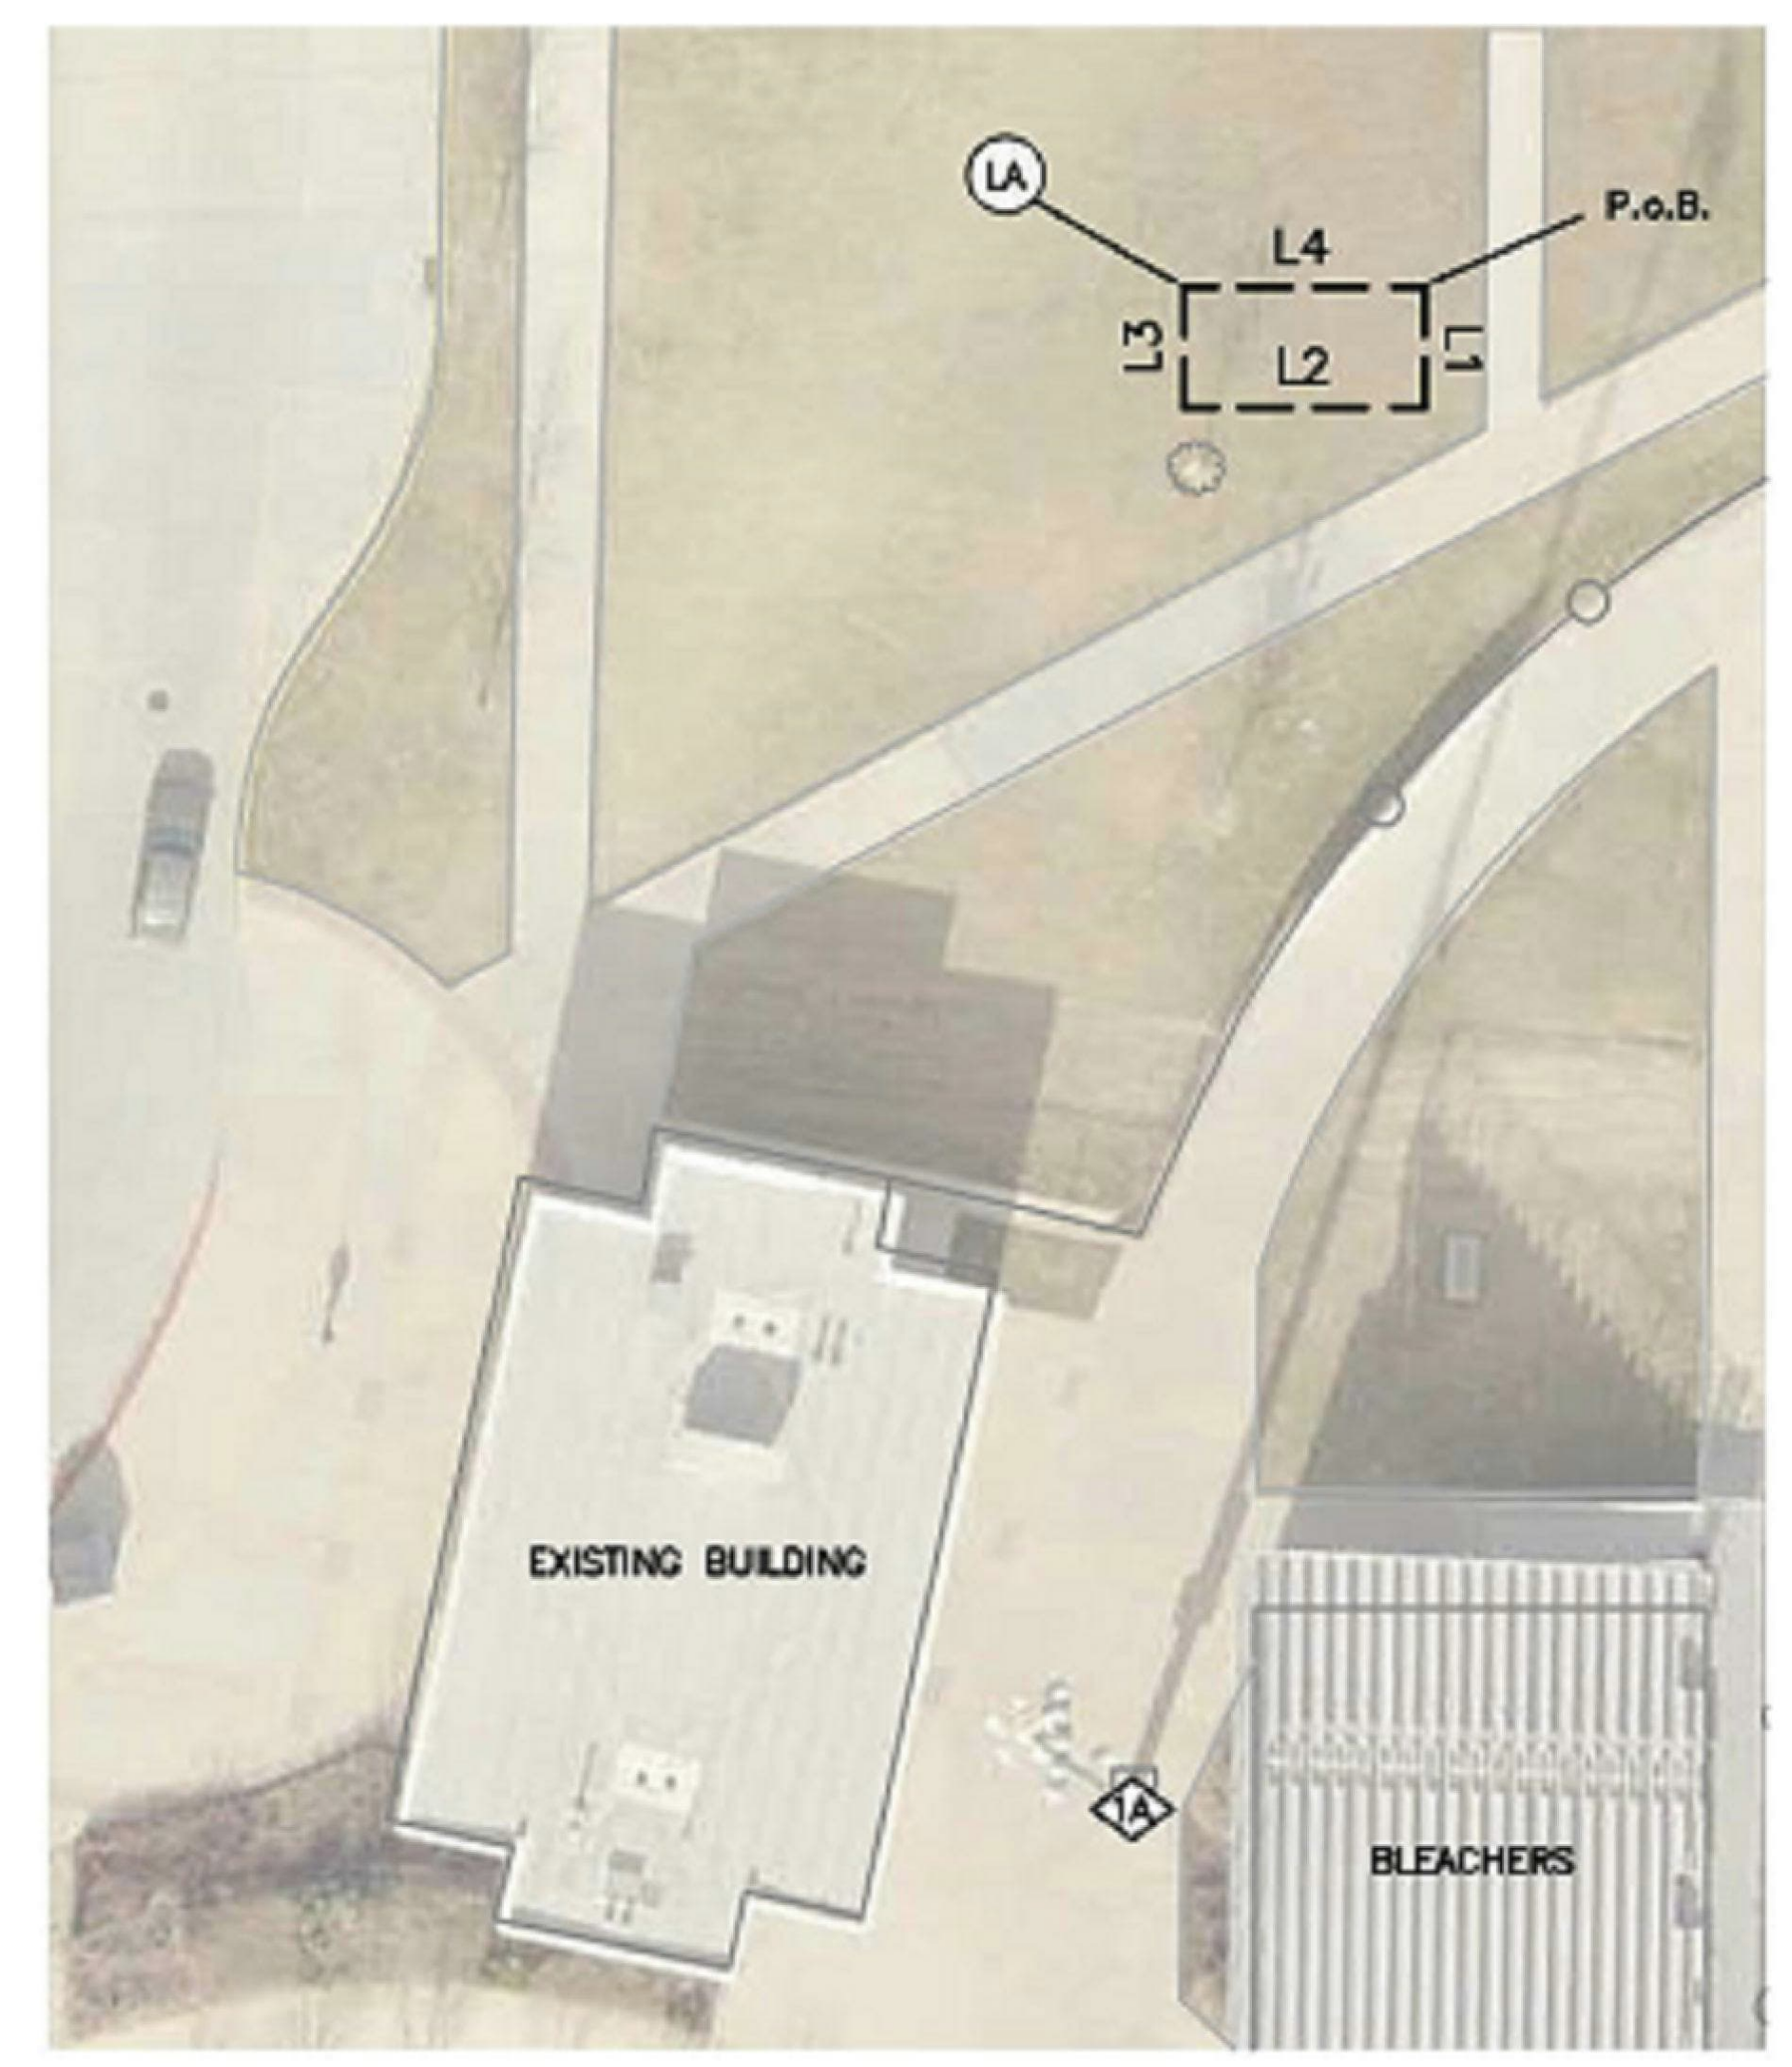 LA
P.o.B.
L4
L3
L2
L1
EXISTING BUILDING
1A
BLEACHERS